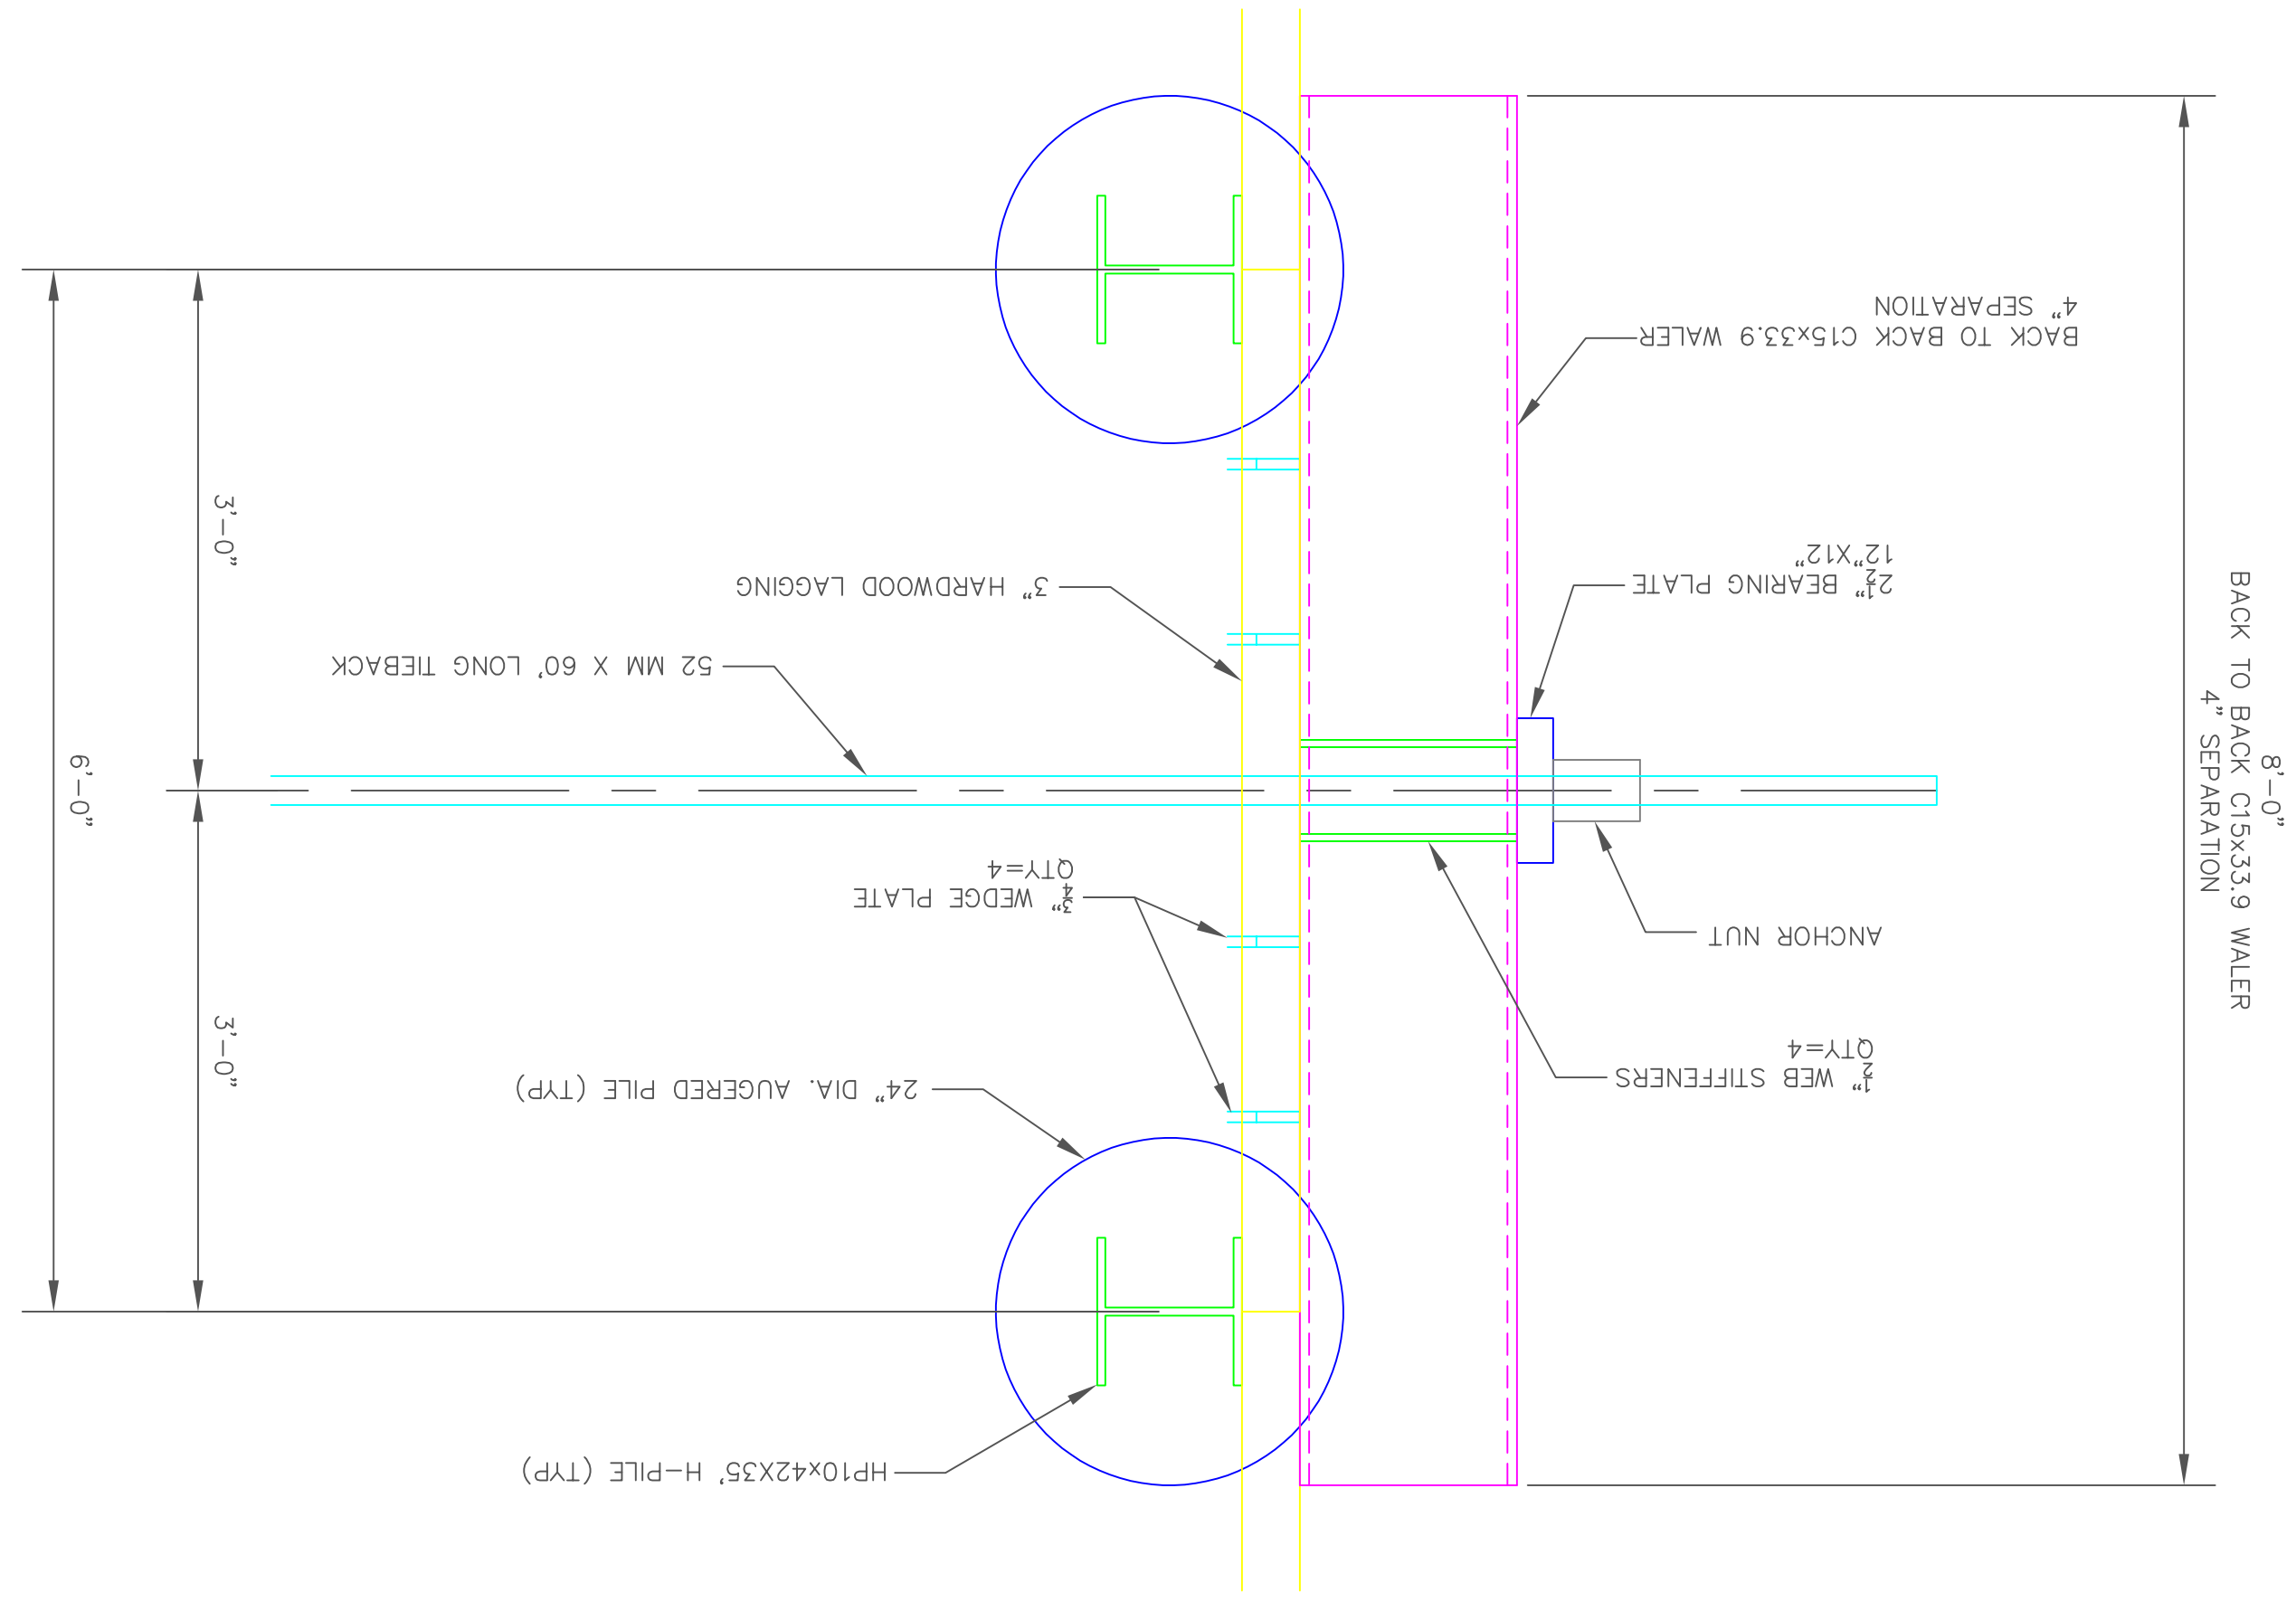 HP10x42X35' H-PILE (TYP)
24" DIA. AUGERED PILE (TYP)
1/2" WEB STIFFENERS
QTY=4
ANCHOR NUT
3/4" WEDGE PLATE
QTY=4
52 MM X 60' LONG TIEBACK
3" HARDWOOD LAGGING
2 1/2" BEARING PLATE
12"X12"
BACK TO BACK C15x33.9 WALER
4" SEPARATION
8'-0"
BACK TO BACK C15x33.9 WALER
4" SEPARATION
3'-0"
3'-0"
6'-0"